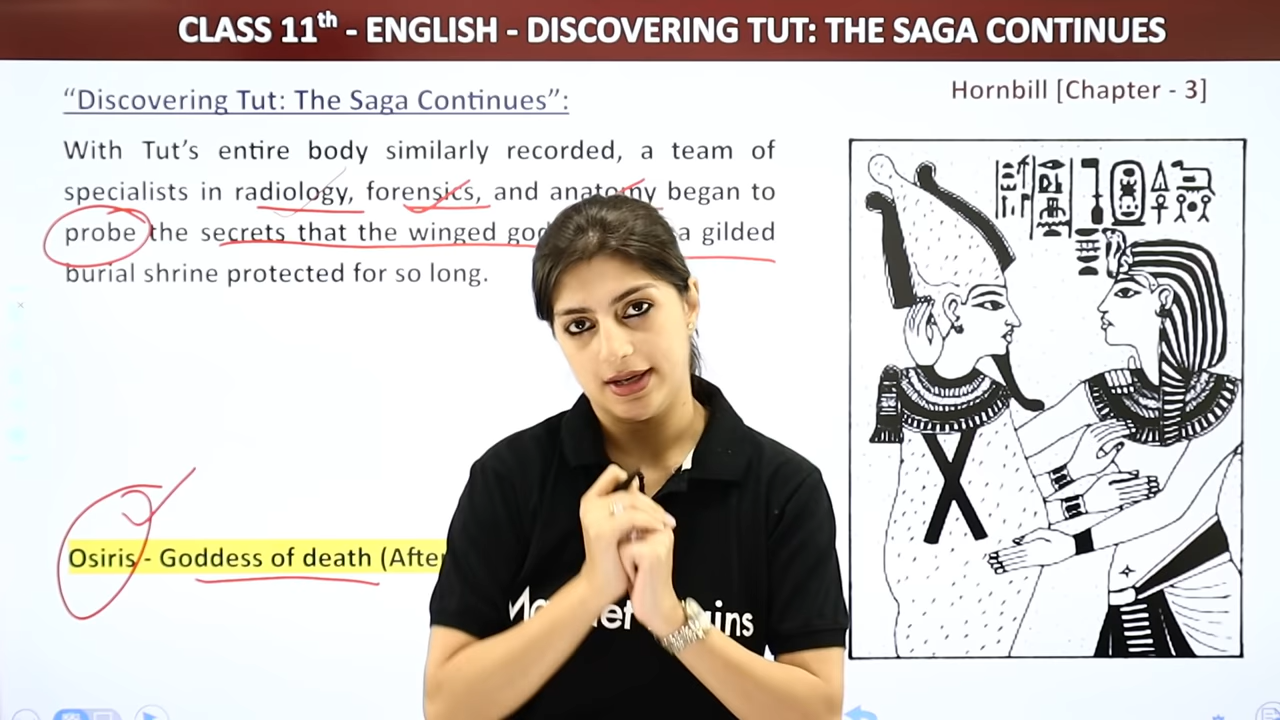 CLASS 11th - ENGLISH - DISCOVERING TUT: THE SAGA CONTINUES
"Discovering Tut: The Saga Continues":
Hornbill [Chapter - 3]
With Tut's entire body similarly recorded, a team of
specialists in radiology, forensics, and anatomy began to
probe the secrets that the winged a gilded
burial shrine protected for so long.
Osiris - Goddess of death